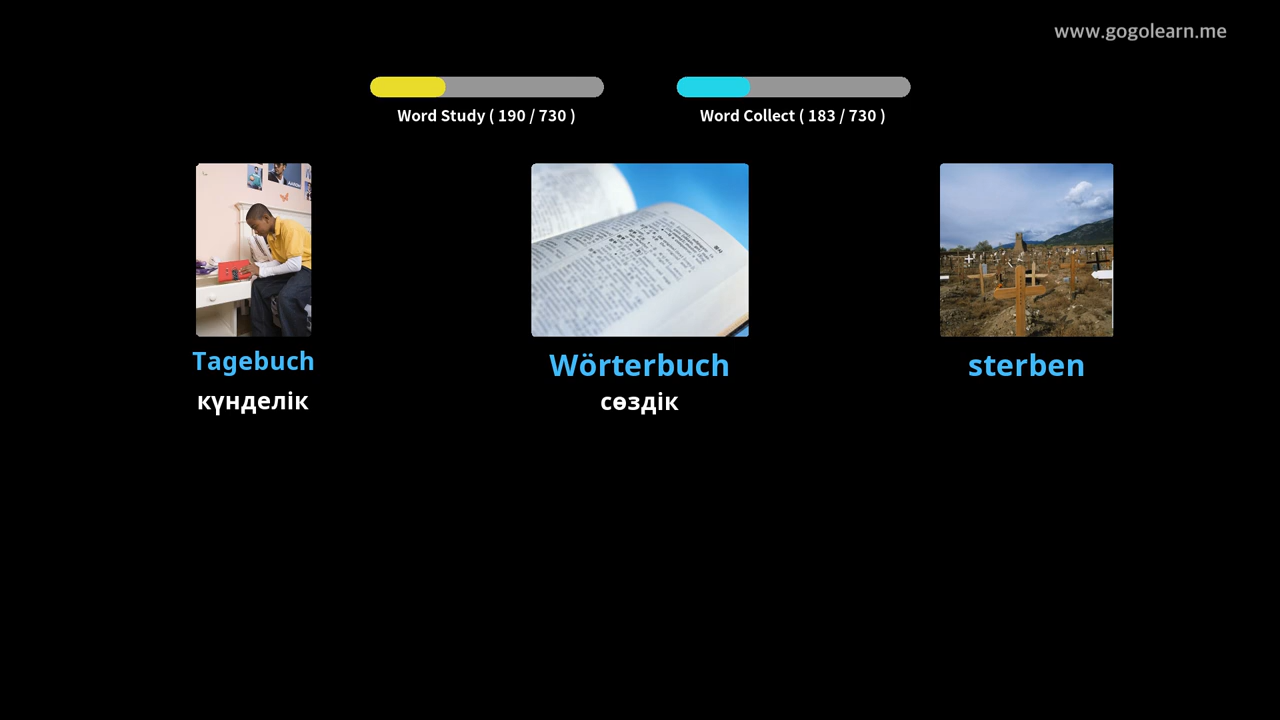 www.gogolearn.me
Word Study ( 190 / 730 )
Word Collect ( 183 / 730 )
Tagebuch
күнделік
Wörterbuch
сөздік
sterben